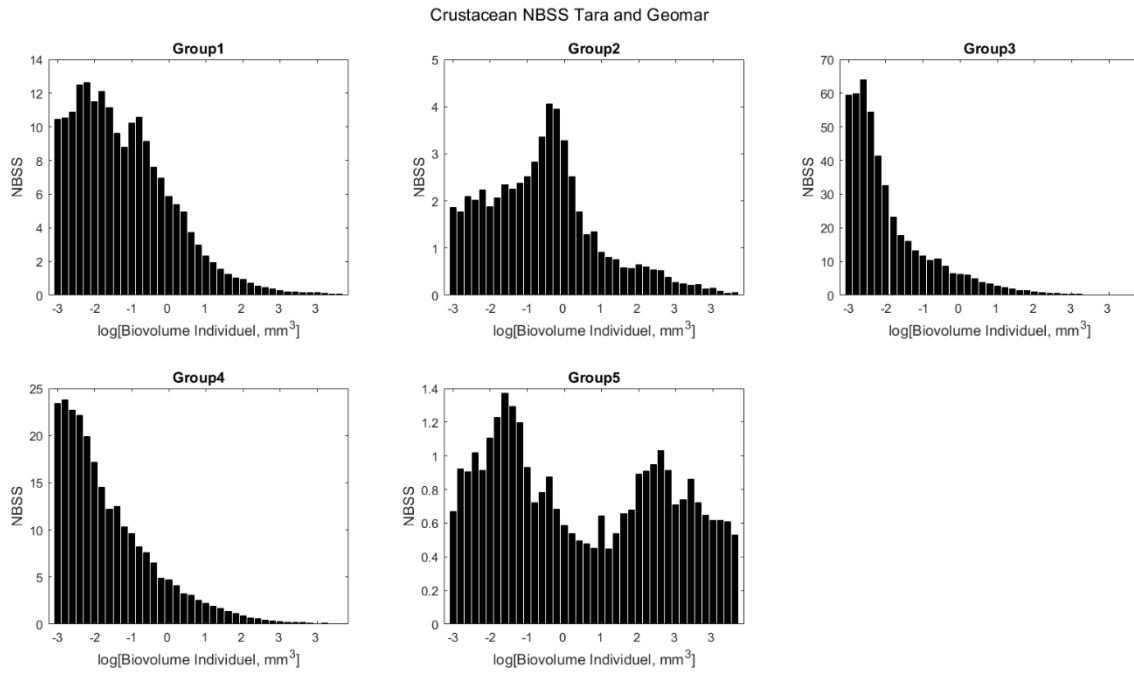 Crustacean NBSS Tara and Geomar
Group1
14
12
10
8
6
4
2
0
NBSS
-3 -2 -1 0 1 2 3 3
log[Biovolume Individuel, mm³]
Group2
5
4
3
2
1
0
NBSS
-3 -2 -1 0 1 2 3 3
log[Biovolume Individuel, mm³]
Group3
70
60
50
40
30
20
10
0
NBSS
-3 -2 -1 0 1 2 3 3
log[Biovolume Individuel, mm³]
Group4
25
20
15
10
5
0
NBSS
-3 -2 -1 0 1 2 3 3
log[Biovolume Individuel, mm³]
Group5
1.4
1.2
1
0.8
0.6
0.4
0.2
0
NBSS
-3 -2 -1 0 1 2 3 3
log[Biovolume Individuel, mm³]